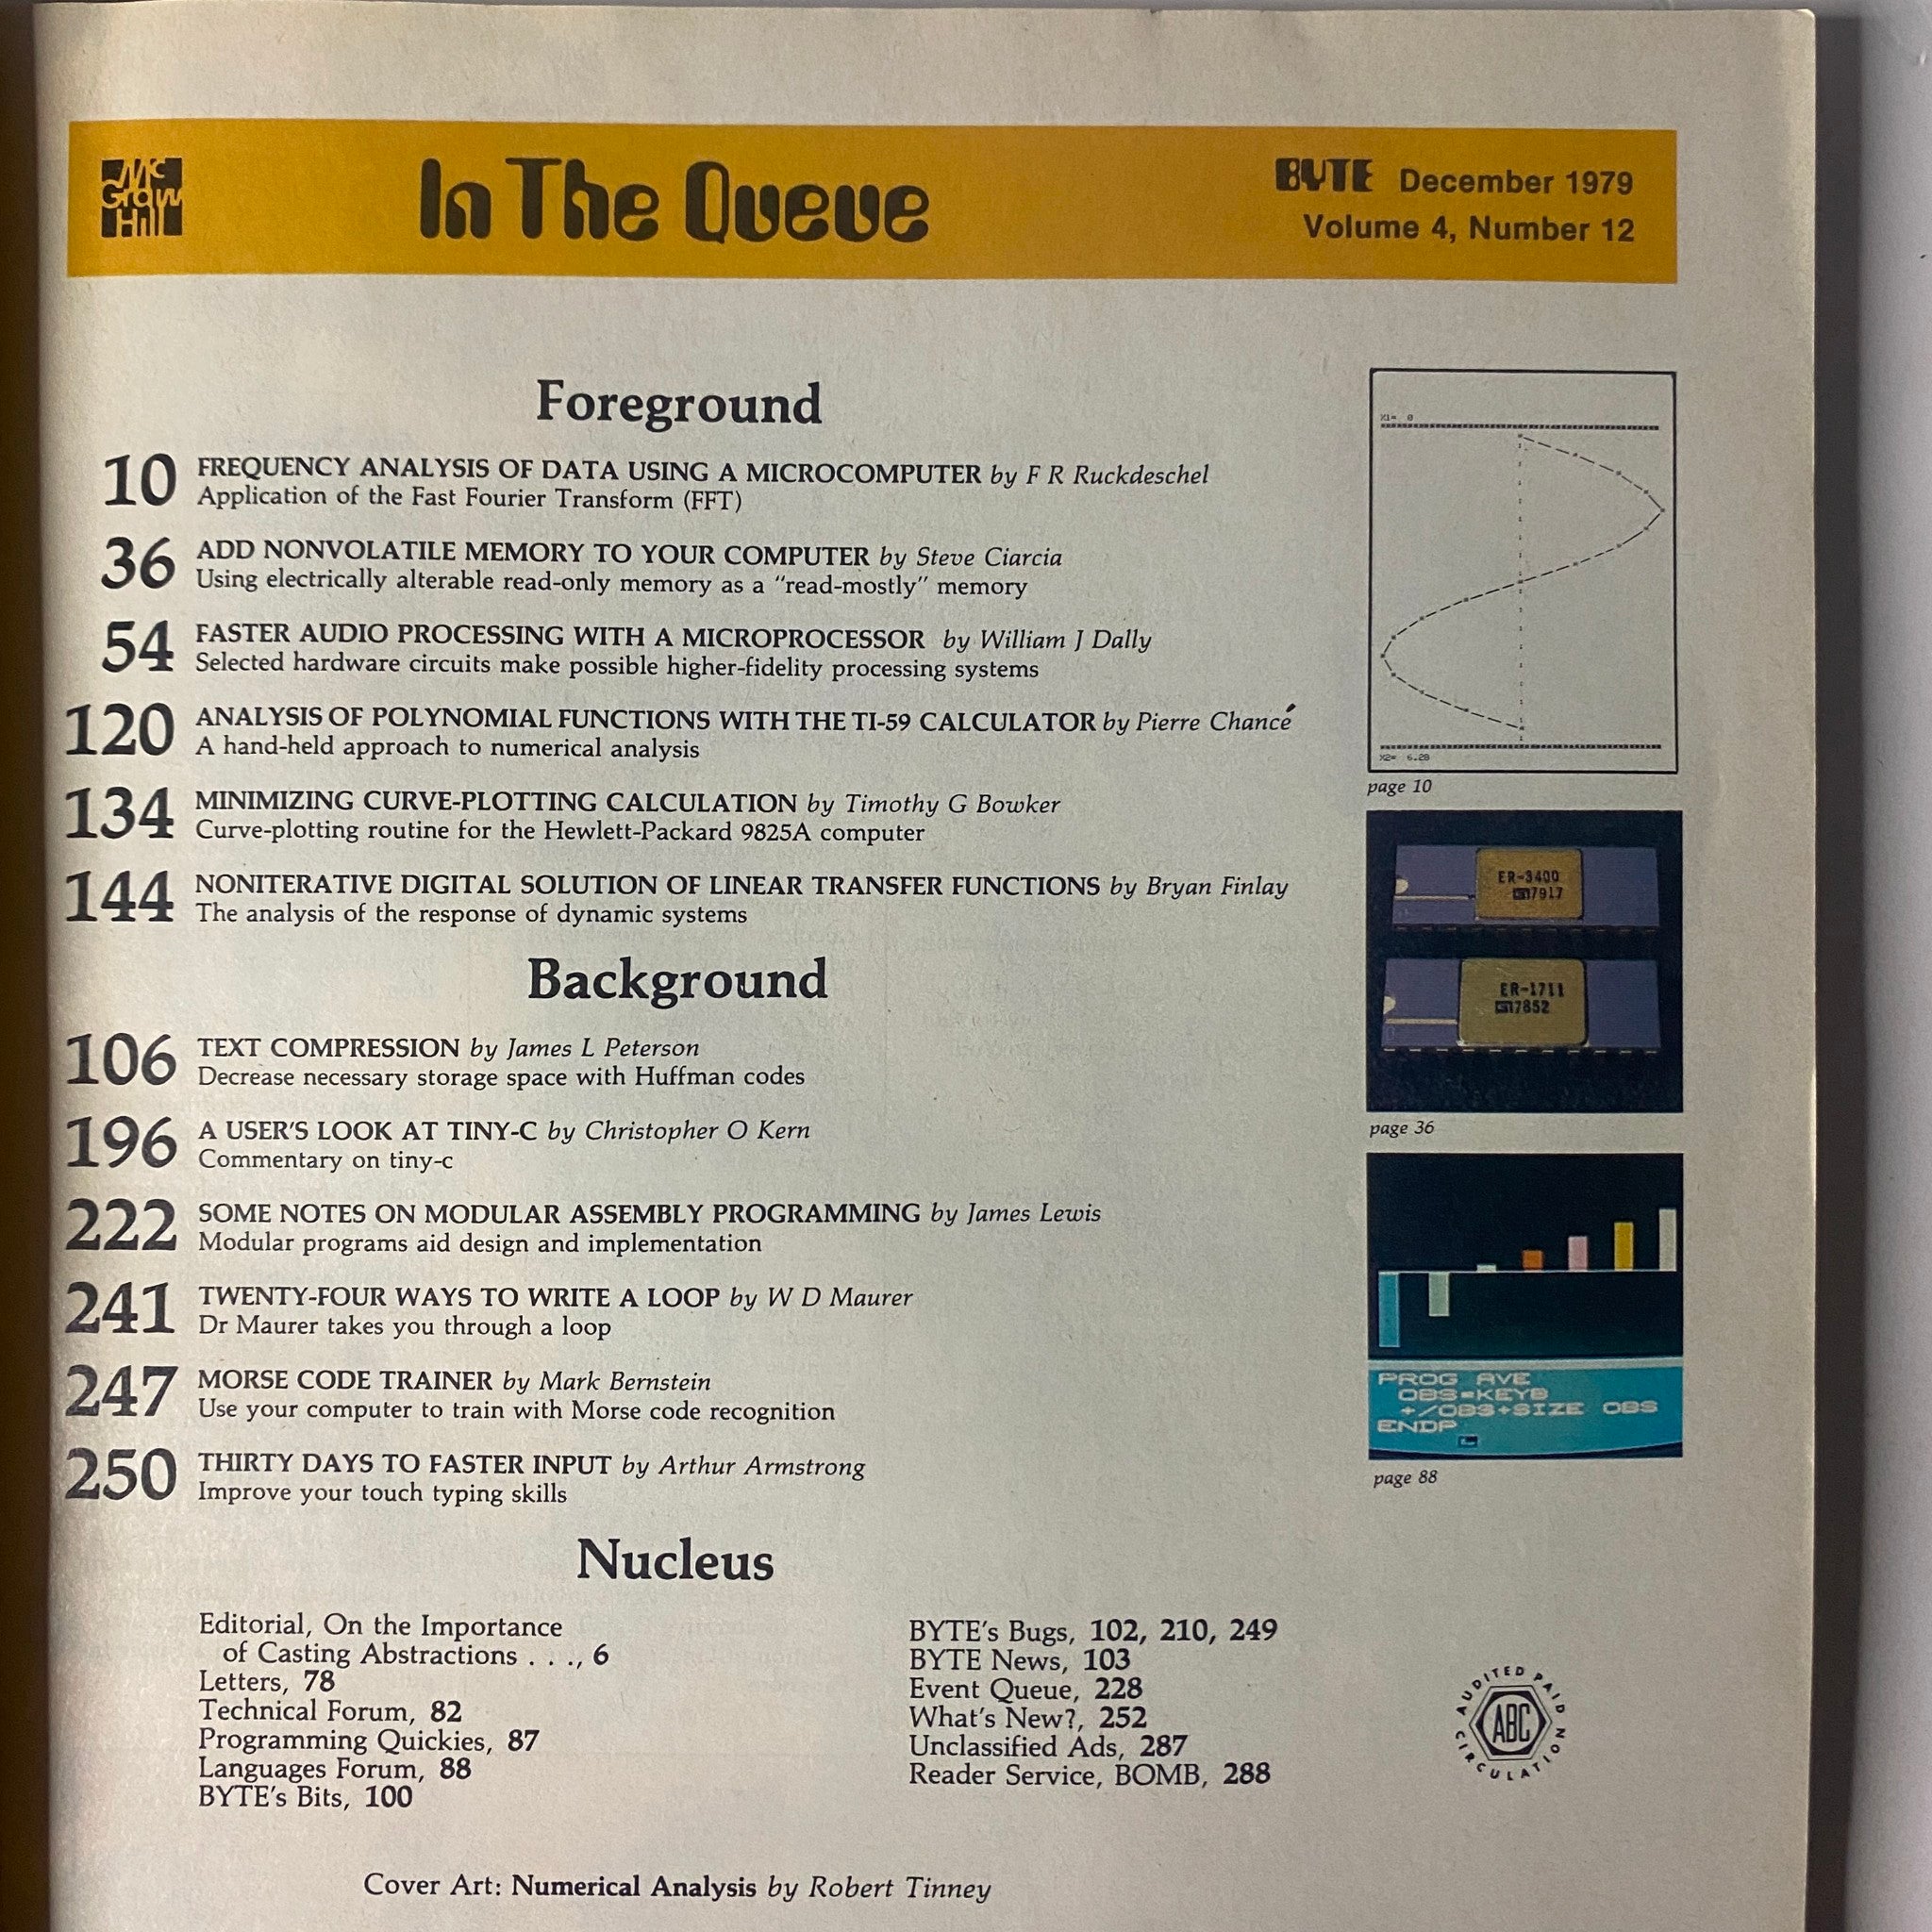 Mc
Graw
Hill
In The Queue
BYTE December 1979
Volume 4, Number 12
Foreground
10 FREQUENCY ANALYSIS OF DATA USING A MICROCOMPUTER by F R Ruckdeschel
Application of the Fast Fourier Transform (FFT)
36 ADD NONVOLATILE MEMORY TO YOUR COMPUTER by Steve Ciarcia
Using electrically alterable read-only memory as a “read-mostly” memory
54 FASTER AUDIO PROCESSING WITH A MICROPROCESSOR by William J Dally
Selected hardware circuits make possible higher-fidelity processing systems
120 ANALYSIS OF POLYNOMIAL FUNCTIONS WITH THE TI-59 CALCULATOR by Pierre Chancé
A hand-held approach to numerical analysis
134 MINIMIZING CURVE-PLOTTING CALCULATION by Timothy G Bowker
Curve-plotting routine for the Hewlett-Packard 9825A computer
144 NONITERATIVE DIGITAL SOLUTION OF LINEAR TRANSFER FUNCTIONS by Bryan Finlay
The analysis of the response of dynamic systems
Background
106 TEXT COMPRESSION by James L Peterson
Decrease necessary storage space with Huffman codes
196 A USER'S LOOK AT TINY-C by Christopher O Kern
Commentary on tiny-c
222 SOME NOTES ON MODULAR ASSEMBLY PROGRAMMING by James Lewis
Modular programs aid design and implementation
241 TWENTY-FOUR WAYS TO WRITE A LOOP by W D Maurer
Dr Maurer takes you through a loop
247 MORSE CODE TRAINER by Mark Bernstein
Use your computer to train with Morse code recognition
250 THIRTY DAYS TO FASTER INPUT by Arthur Armstrong
Improve your touch typing skills
X1= 0
X2= 6.28
page 10
ER-3400
GI 7917
ER-1711
GI 7852
page 36
PROG AVE
OBS=KEYB
+/OBS÷SIZE OBS
ENDP
page 88
Nucleus
Editorial, On the Importance
of Casting Abstractions . . ., 6
Letters, 78
Technical Forum, 82
Programming Quickies, 87
Languages Forum, 88
BYTE's Bits, 100
BYTE's Bugs, 102, 210, 249
BYTE News, 103
Event Queue, 228
What's New?, 252
Unclassified Ads, 287
Reader Service, BOMB, 288
AUDITED PAID CIRCULATION
ABC
Cover Art: Numerical Analysis by Robert Tinney